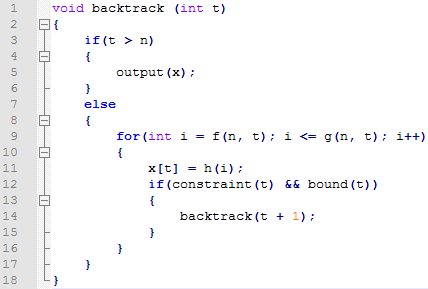 1 void backtrack (int t)
2 {
3 if(t > n)
4 {
5 output(x);
6 }
7 else
8 {
9 for(int i = f(n, t); i <= g(n, t); i++)
10 {
11 x[t] = h(i);
12 if(constraint(t) && bound(t))
13 {
14 backtrack(t + 1);
15 }
16 }
17 }
18 }